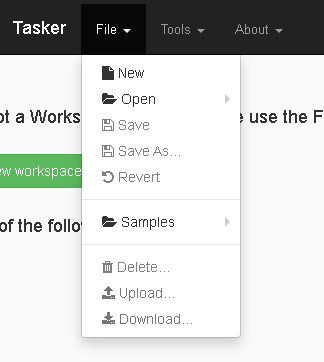 Tasker File Tools About
New
ot a Works e use the F
Open
Save
Save As...
ew workspace
Revert
of the follo
Samples
Delete...
Upload...
Download...